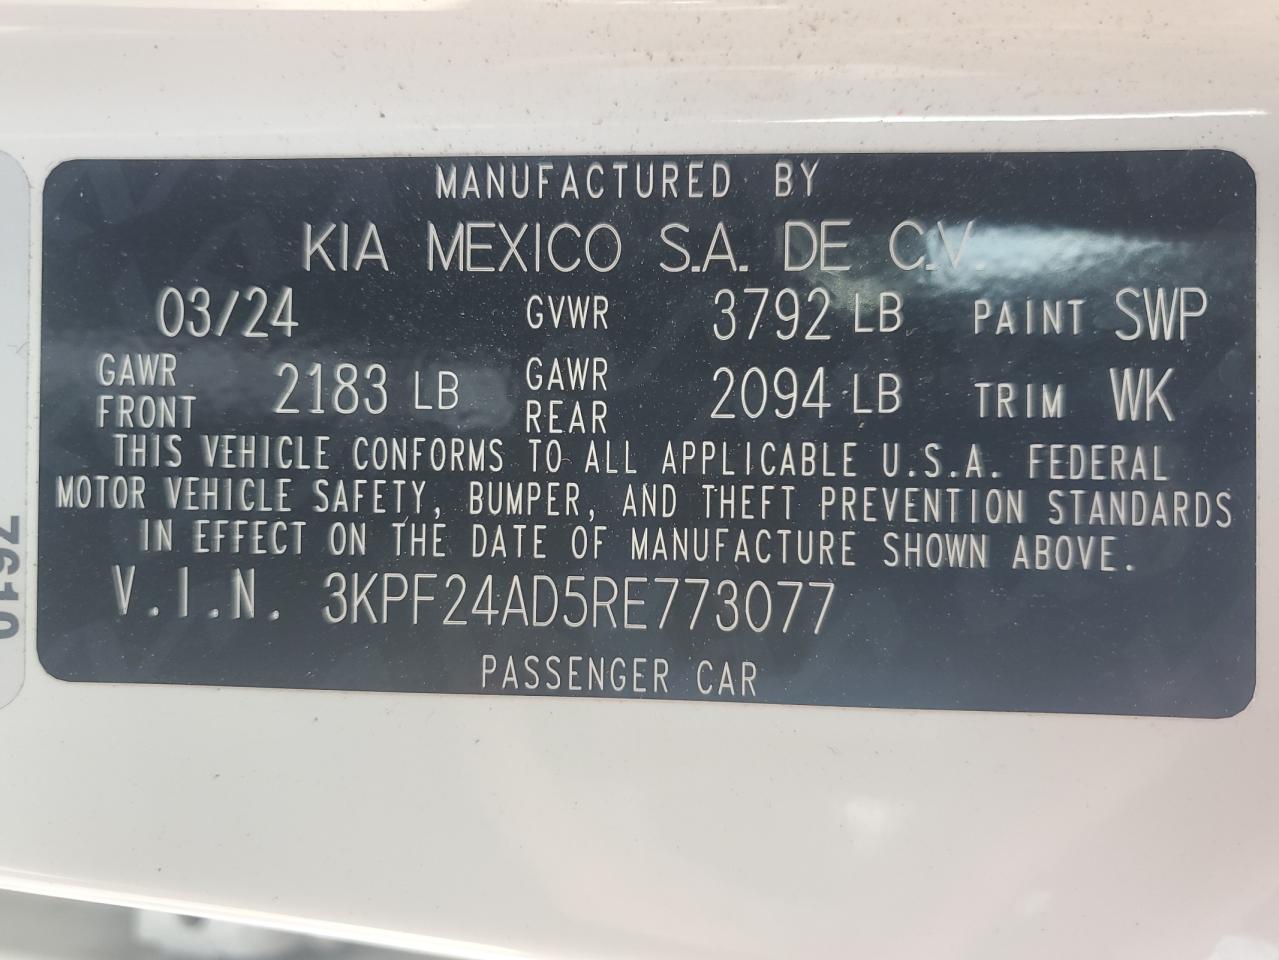 MANUFACTURED BY
KIA MEXICO S.A. DE C.V.
03/24 GVWR 3792 LB PAINT SWP
GAWR FRONT 2183 LB GAWR REAR 2094 LB TRIM WK
THIS VEHICLE CONFORMS TO ALL APPLICABLE U.S.A. FEDERAL
MOTOR VEHICLE SAFETY, BUMPER, AND THEFT PREVENTION STANDARDS
IN EFFECT ON THE DATE OF MANUFACTURE SHOWN ABOVE.
V.I.N. 3KPF24AD5RE773077
PASSENGER CAR